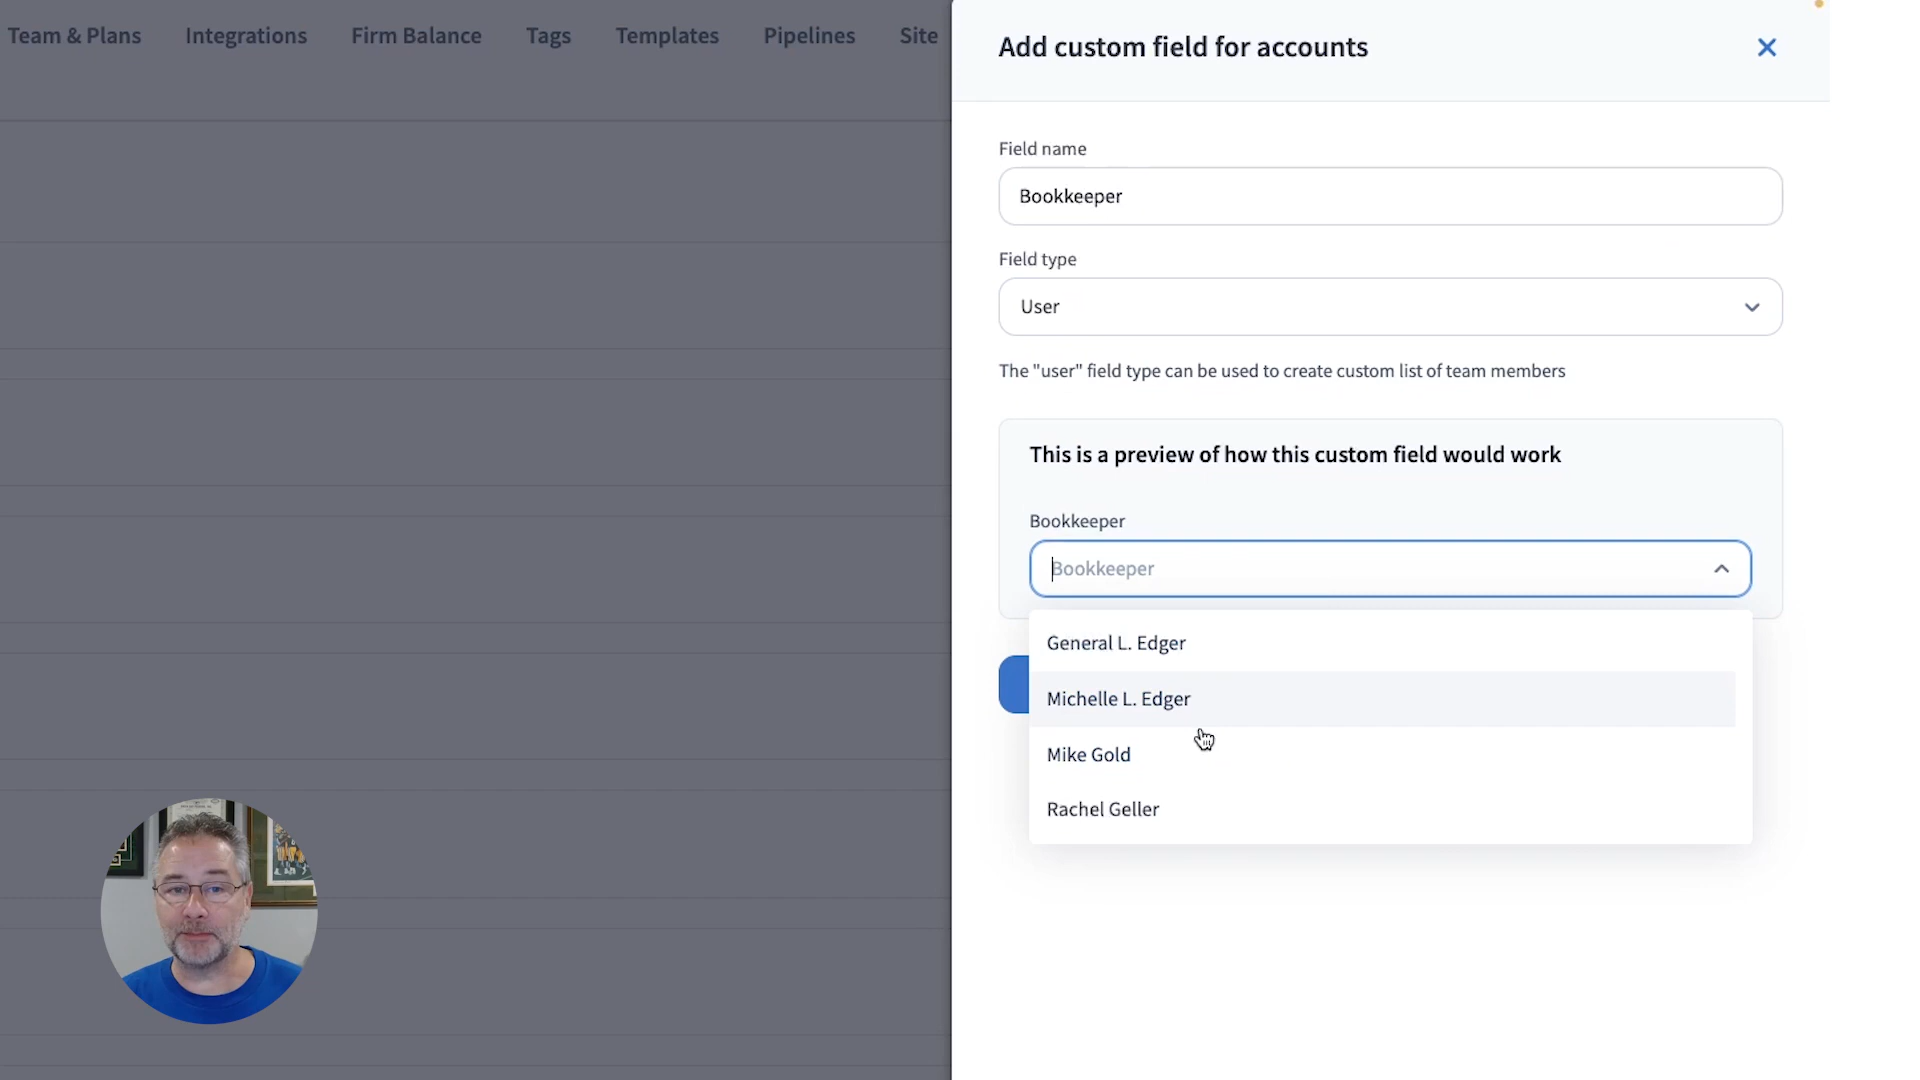 Team & Plans Integrations Firm Balance Tags Templates Pipelines Site
Add custom field for accounts
Field name
Bookkeeper
Field type
User
The "user" field type can be used to create custom list of team members
This is a preview of how this custom field would work
Bookkeeper
Bookkeeper
General L. Edger
Michelle L. Edger
Mike Gold
Rachel Geller